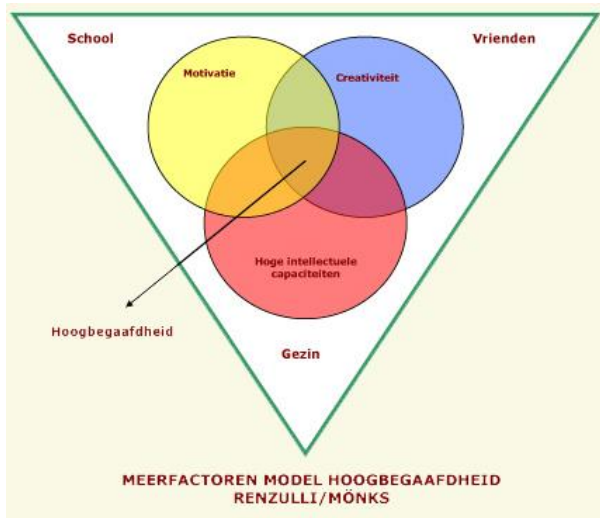 School
Vrienden
Motivatie
Creativiteit
Hoge intellectuele
capaciteiten
Hoogbegaafdheid
Gezin
MEERFACTOREN MODEL HOOGBEGAAFDHEID
RENZULLI/MÖNKS